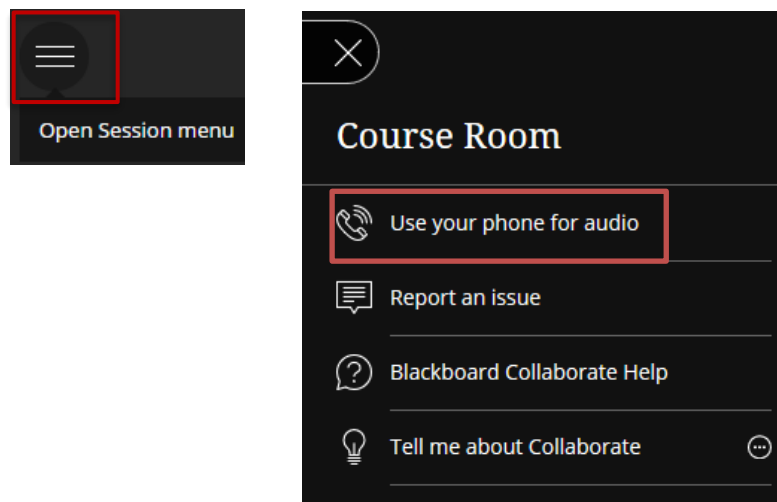 Open Session menu
Course Room
Use your phone for audio
Report an issue
Blackboard Collaborate Help
Tell me about Collaborate